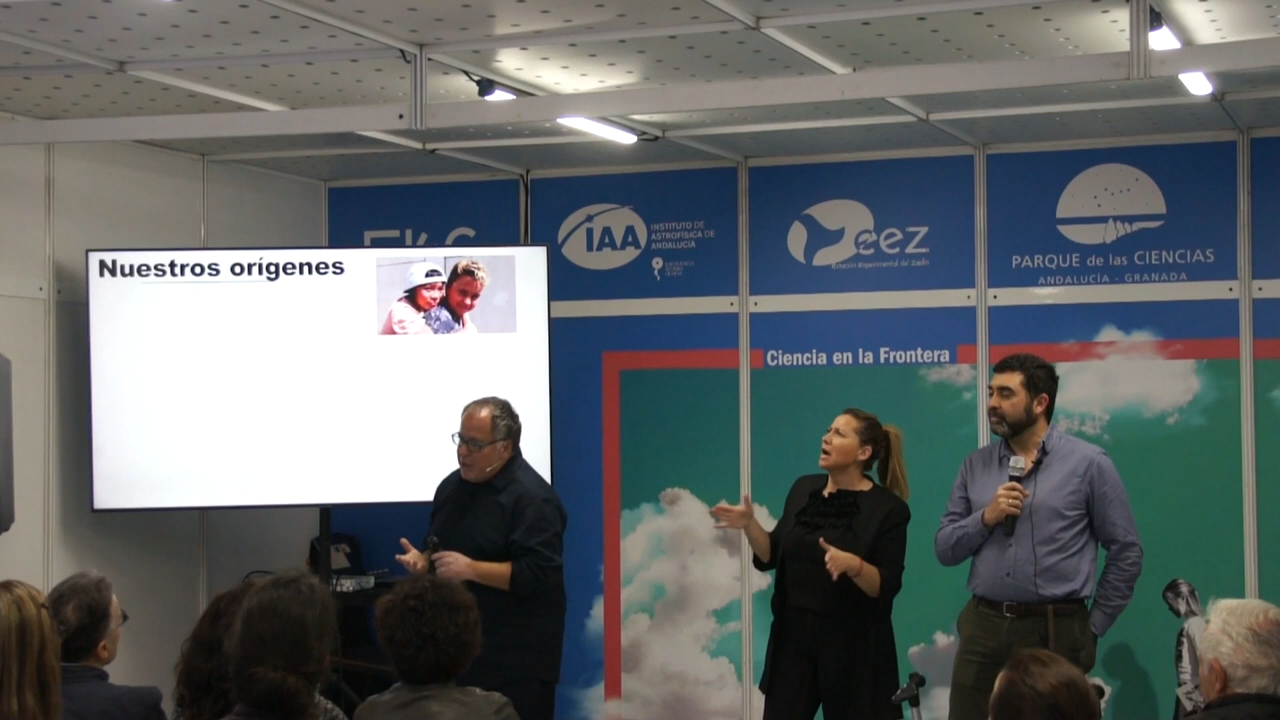 Nuestros orígenes
IAA
INSTITUTO DE
ASTROFÍSICA DE
ANDALUCÍA
eez
Estación Experimental del Zaidín
PARQUE de las CIENCIAS
ANDALUCÍA - GRANADA
Ciencia en la Frontera